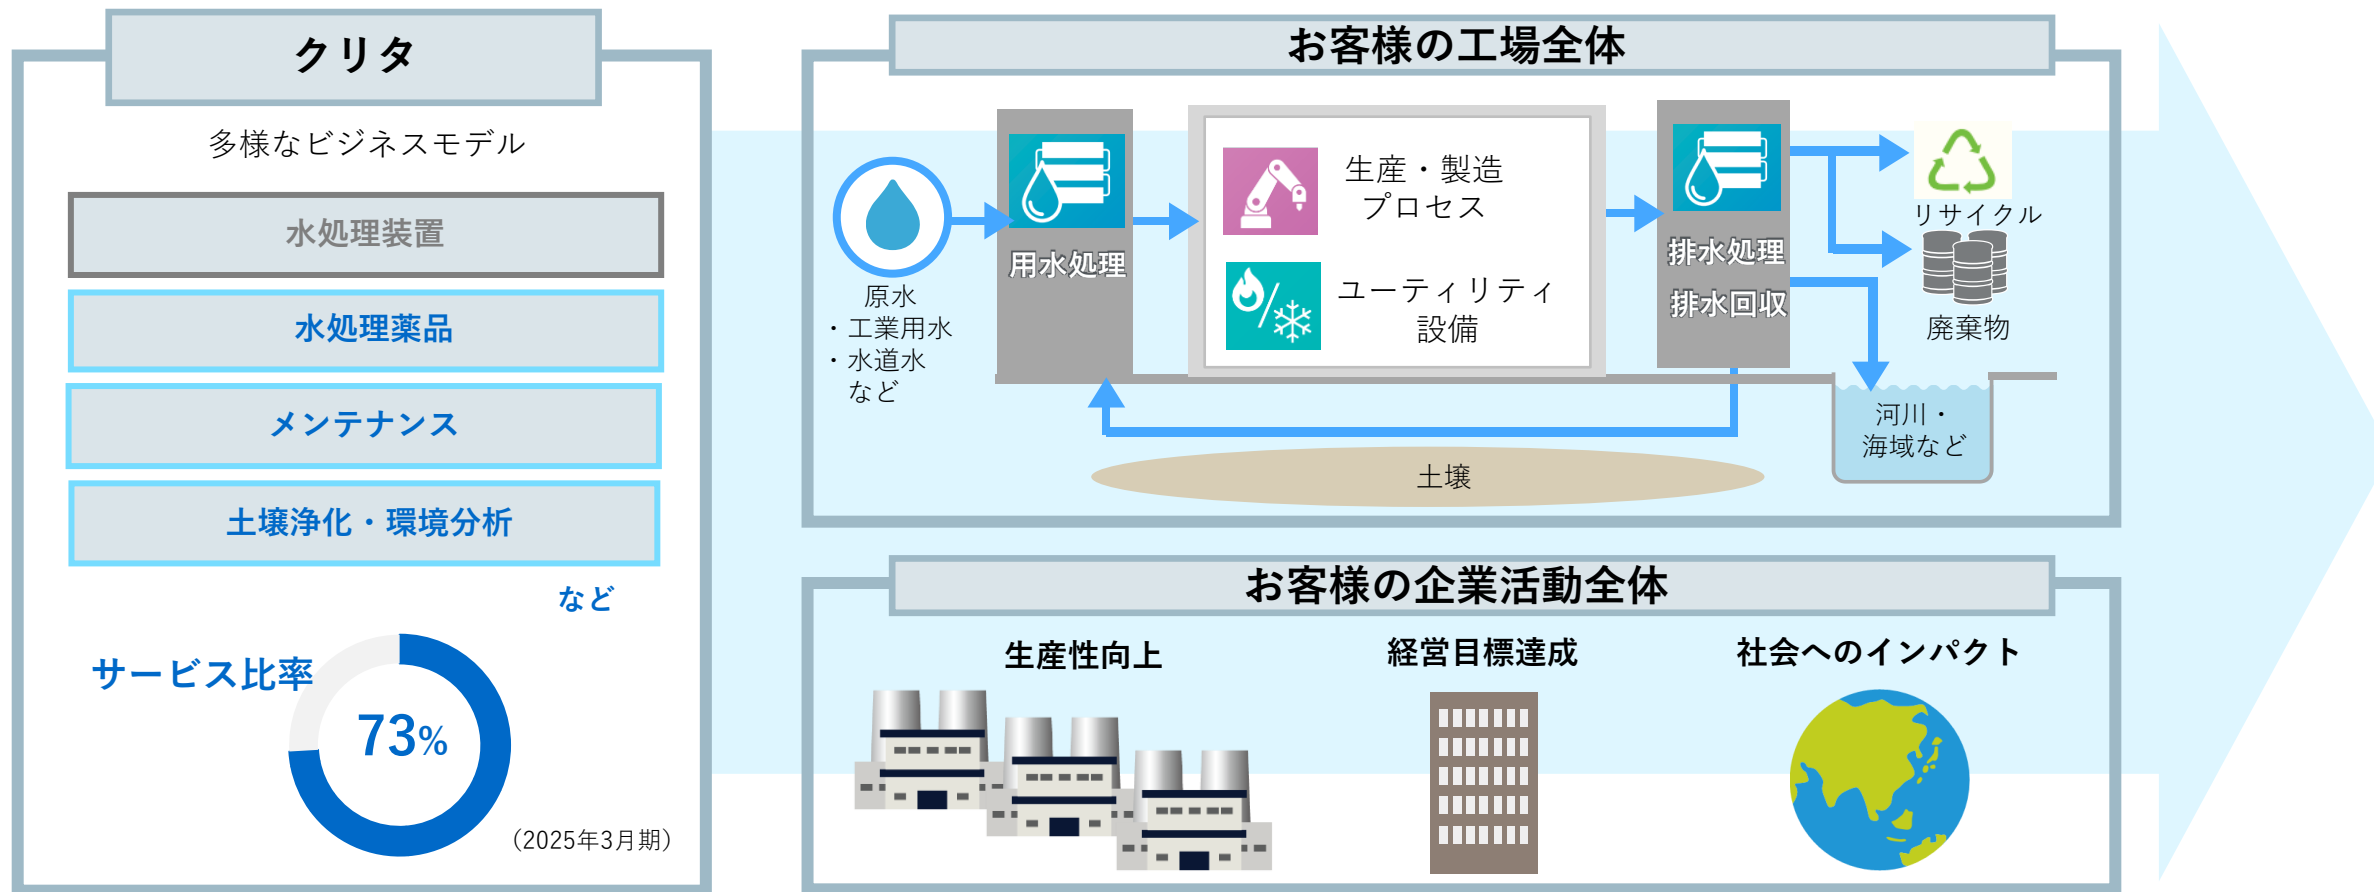 クリタ
多様なビジネスモデル
水処理装置
水処理薬品
メンテナンス
土壌浄化・環境分析
など
サービス比率
73%
（2025年3月期）
お客様の工場全体
原水
・工業用水
・水道水
など
用水処理
生産・製造
プロセス
ユーティリティ
設備
排水処理
排水回収
リサイクル
廃棄物
河川・
海域など
土壌
お客様の企業活動全体
生産性向上
経営目標達成
社会へのインパクト